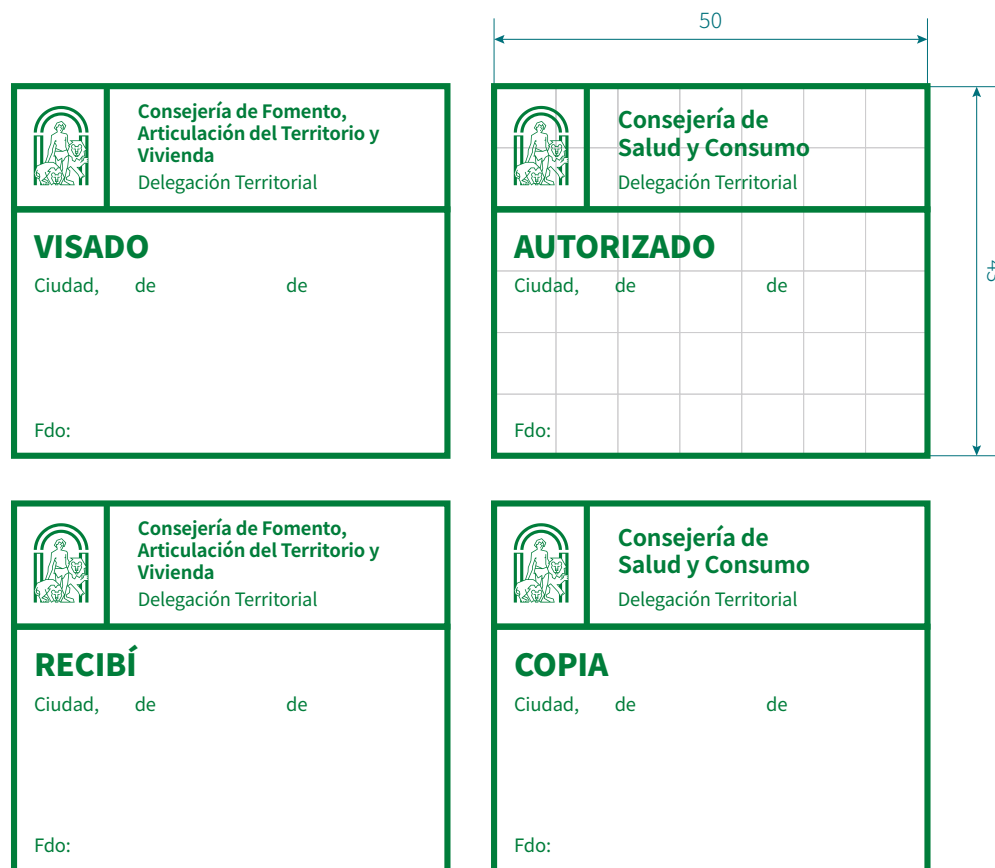 50
Consejería de Fomento,
Articulación del Territorio y
Vivienda
Delegación Territorial
VISADO
Ciudad, de de
Fdo:
Consejería de
Salud y Consumo
Delegación Territorial
AUTORIZADO
Ciudad, de de
Fdo:
Consejería de Fomento,
Articulación del Territorio y
Vivienda
Delegación Territorial
RECIBÍ
Ciudad, de de
Fdo:
Consejería de
Salud y Consumo
Delegación Territorial
COPIA
Ciudad, de de
Fdo: